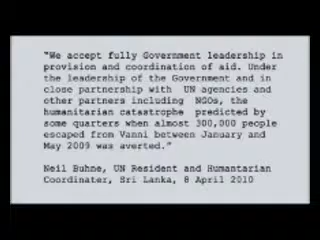 “We accept fully Government leadership in
provision and coordination of aid. Under
the leadership of the Government and in
close partnership with UN agencies and
other partners including NGOs, the
humanitarian catastrophe predicted by
some quarters when almost 300,000 people
escaped from Vanni between January and
May 2009 was averted.”
Neil Buhne, UN Resident and Humanitarian
Coordinater, Sri Lanka, 8 April 2010